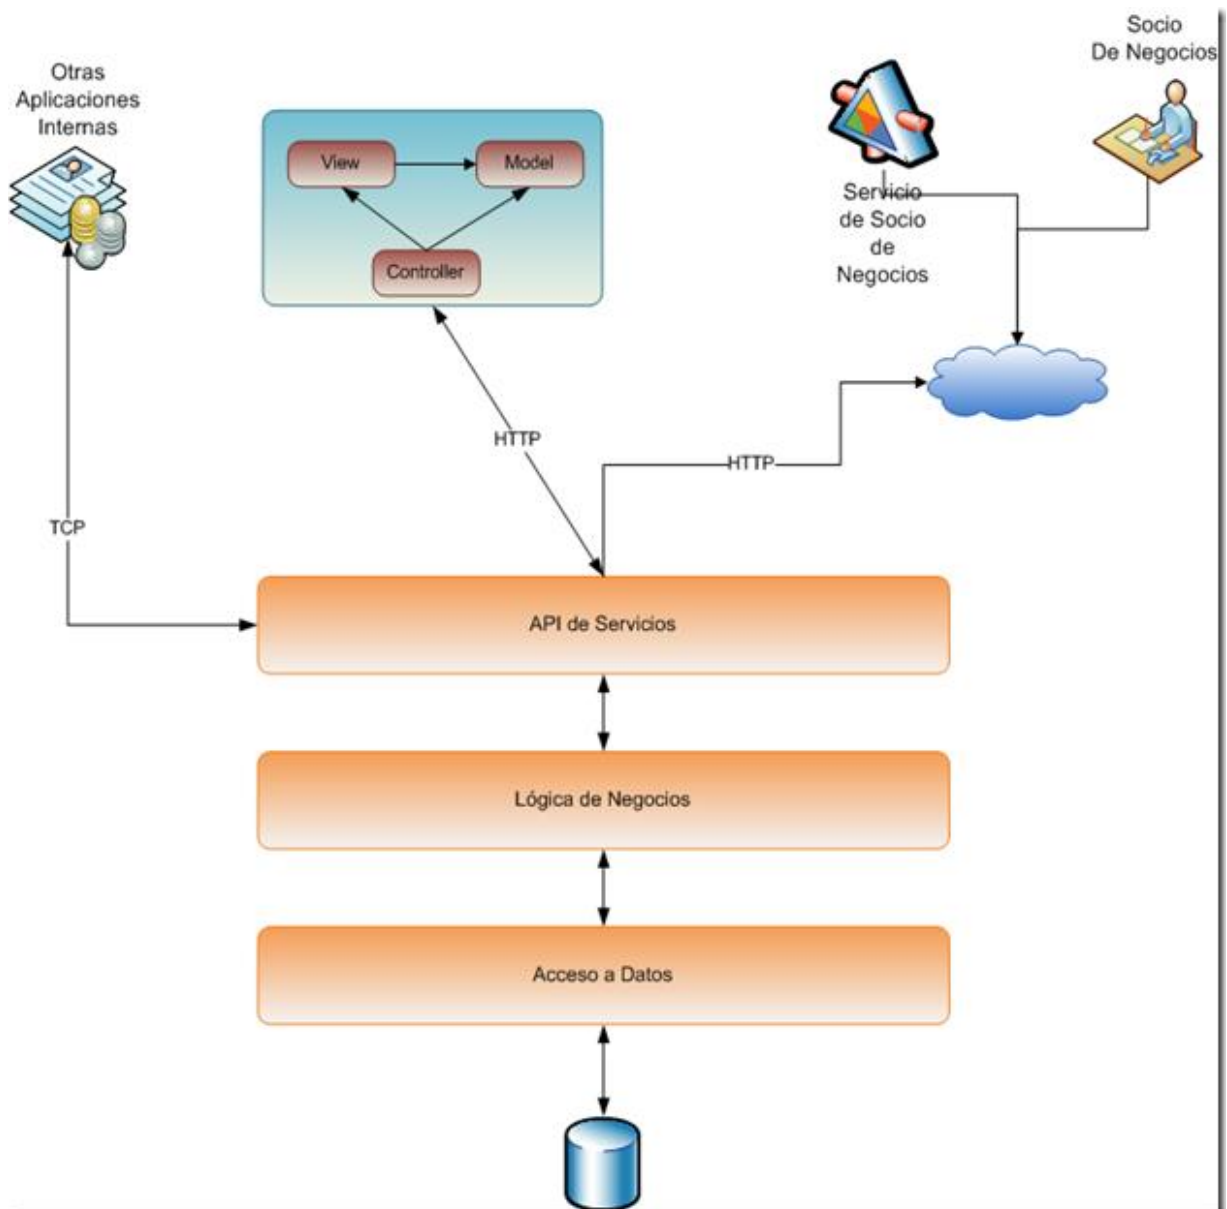 Socio
De Negocios
Otras
Aplicaciones
Internas
View
Model
Controller
Servicio
de Socio
de
Negocios
HTTP
HTTP
TCP
API de Servicios
Lógica de Negocios
Acceso a Datos